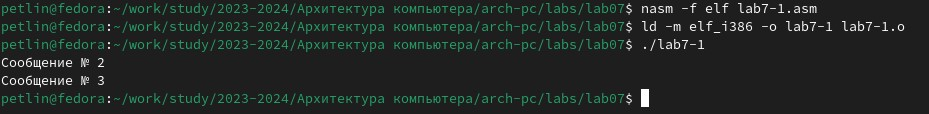 petlin@fedora:~/work/study/2023-2024/Архитектура компьютера/arch-pc/labs/lab07$ nasm -f elf lab7-1.asm
petlin@fedora:~/work/study/2023-2024/Архитектура компьютера/arch-pc/labs/lab07$ ld -m elf_i386 -o lab7-1 lab7-1.o
petlin@fedora:~/work/study/2023-2024/Архитектура компьютера/arch-pc/labs/lab07$ ./lab7-1
Сообщение № 2
Сообщение № 3
petlin@fedora:~/work/study/2023-2024/Архитектура компьютера/arch-pc/labs/lab07$